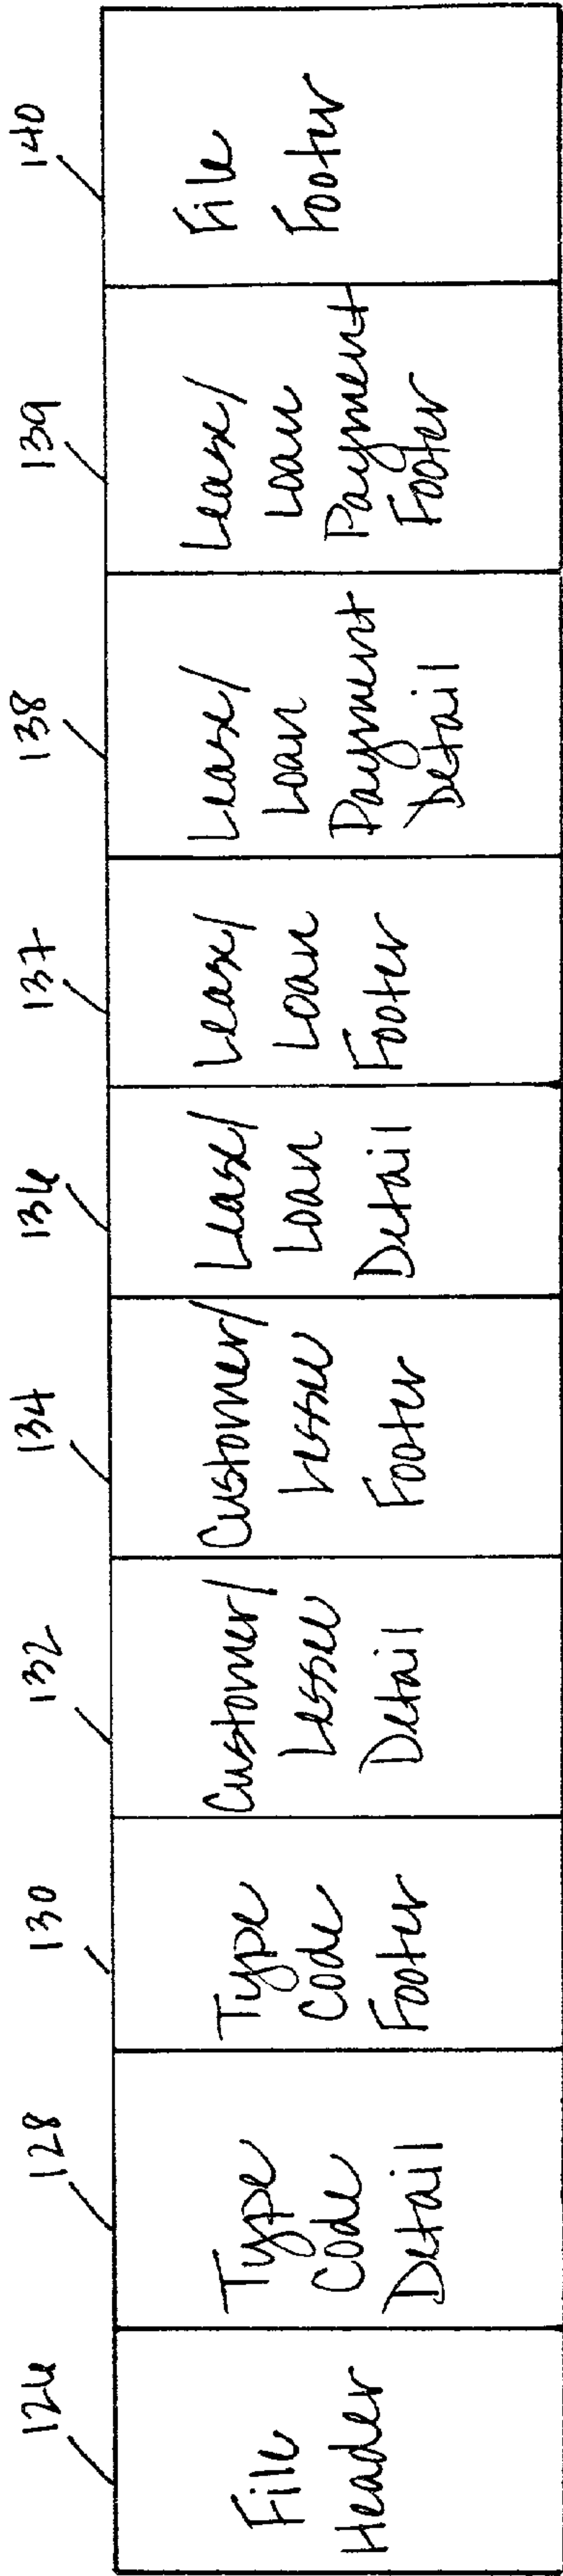 126
128
130
132
134
136
137
138
139
140
File
Header
Type
Code
Detail
Type
Code
Footer
Customer/
Lessee
Detail
Customer/
Lessee
Footer
Lease/
Loan
Detail
Lease/
Loan
Footer
Lease/
Loan
Payment
Detail
Lease/
Loan
Payment
Footer
File
Footer